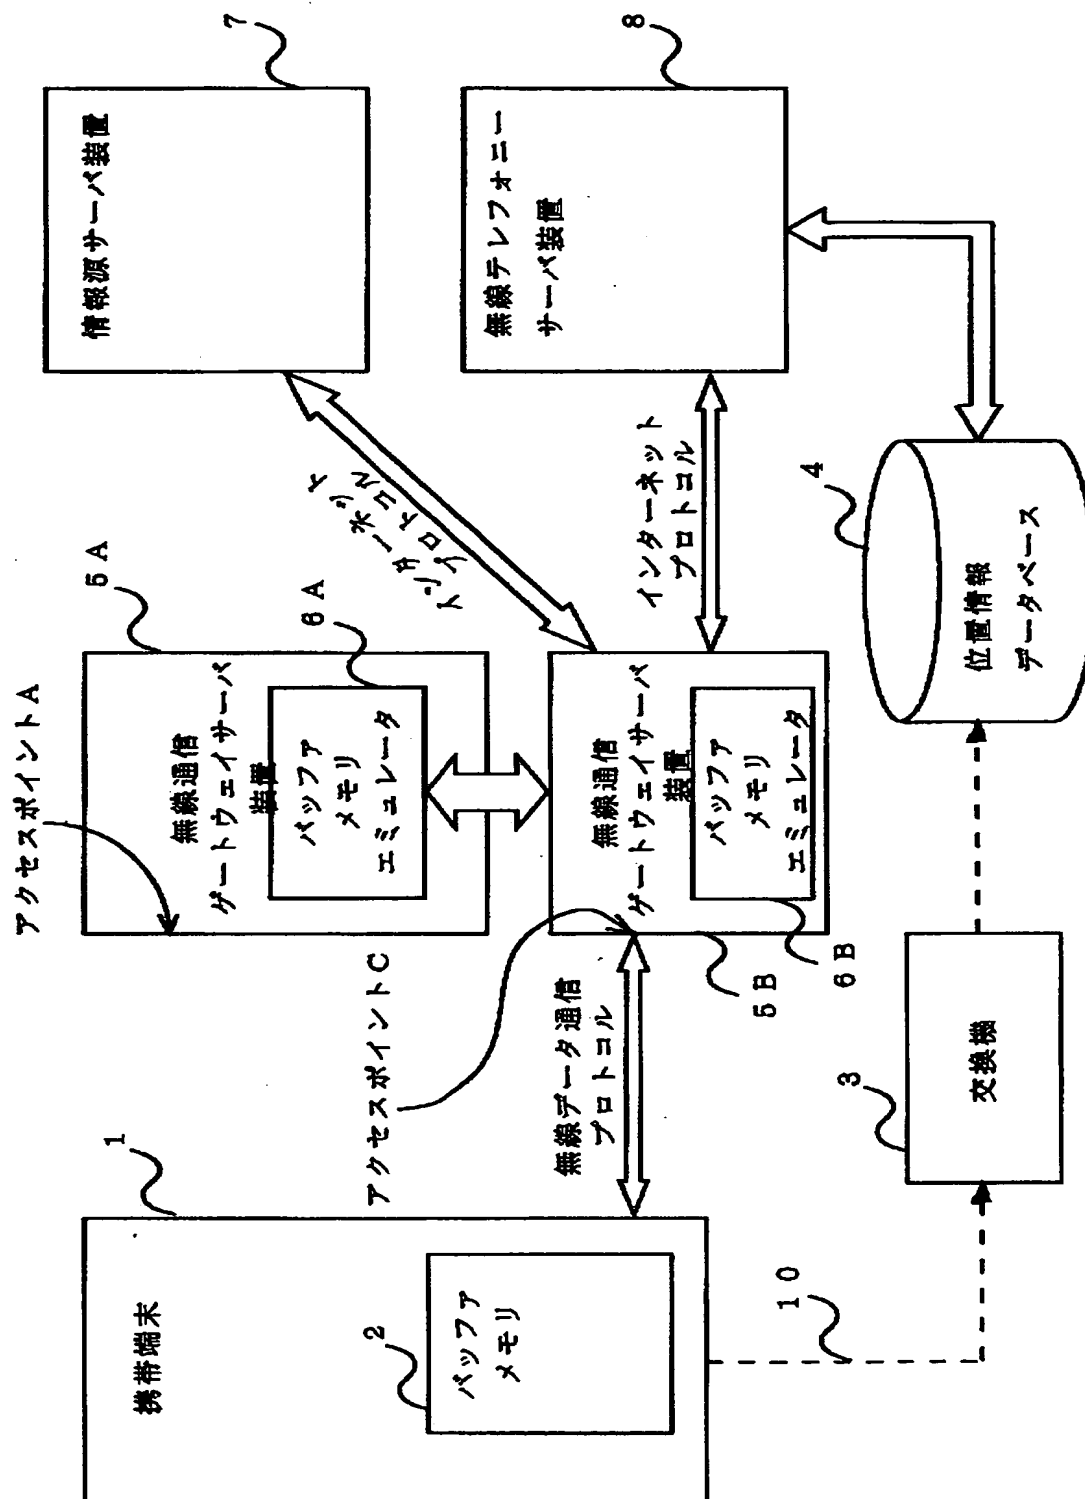 携帯端末
1
バッファ
メモリ
2
アクセスポイントA
無線通信
ゲートウェイサーバ
装置
5A
バッファ
メモリ
エミュレータ
6A
アクセスポイントC
無線データ通信
プロトコル
無線通信
ゲートウェイサーバ
装置
5B
バッファ
メモリ
エミュレータ
6B
インターネット
プロトコル
情報源サーバ装置
7
インターネット
プロトコル
無線テレフォニー
サーバ装置
8
10
交換機
3
位置情報
データベース
4